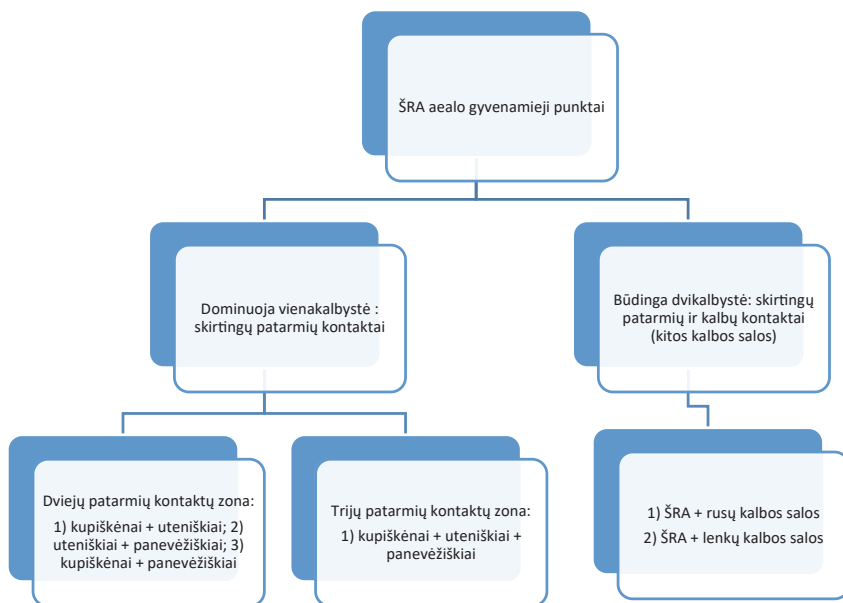 ŠRA aealo gyvenamieji punktai
Dominuoja vienakalbystė :
skirtingų patarmių kontaktai
Būdinga dvikalbystė: skirtingų
patarmių ir kalbų kontaktai
(kitos kalbos salos)
Dviejų patarmių kontaktų zona:
1) kupiškėnai + uteniškiai; 2)
uteniškiai + panevėžiškiai; 3)
kupiškėnai + panevėžiškiai
Trijų patarmių kontaktų zona:
1) kupiškėnai + uteniškiai +
panevėžiškiai
1) ŠRA + rusų kalbos salos
2) ŠRA + lenkų kalbos salos